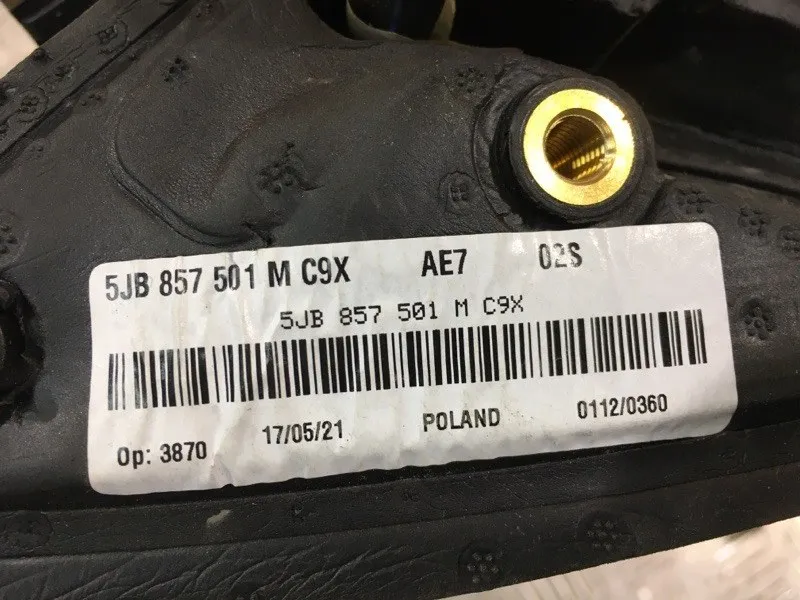 5JB 857 501 M C9X AE7 02S
5JB 857 501 M C9X
Op: 3870 17/05/21 POLAND 0112/0360